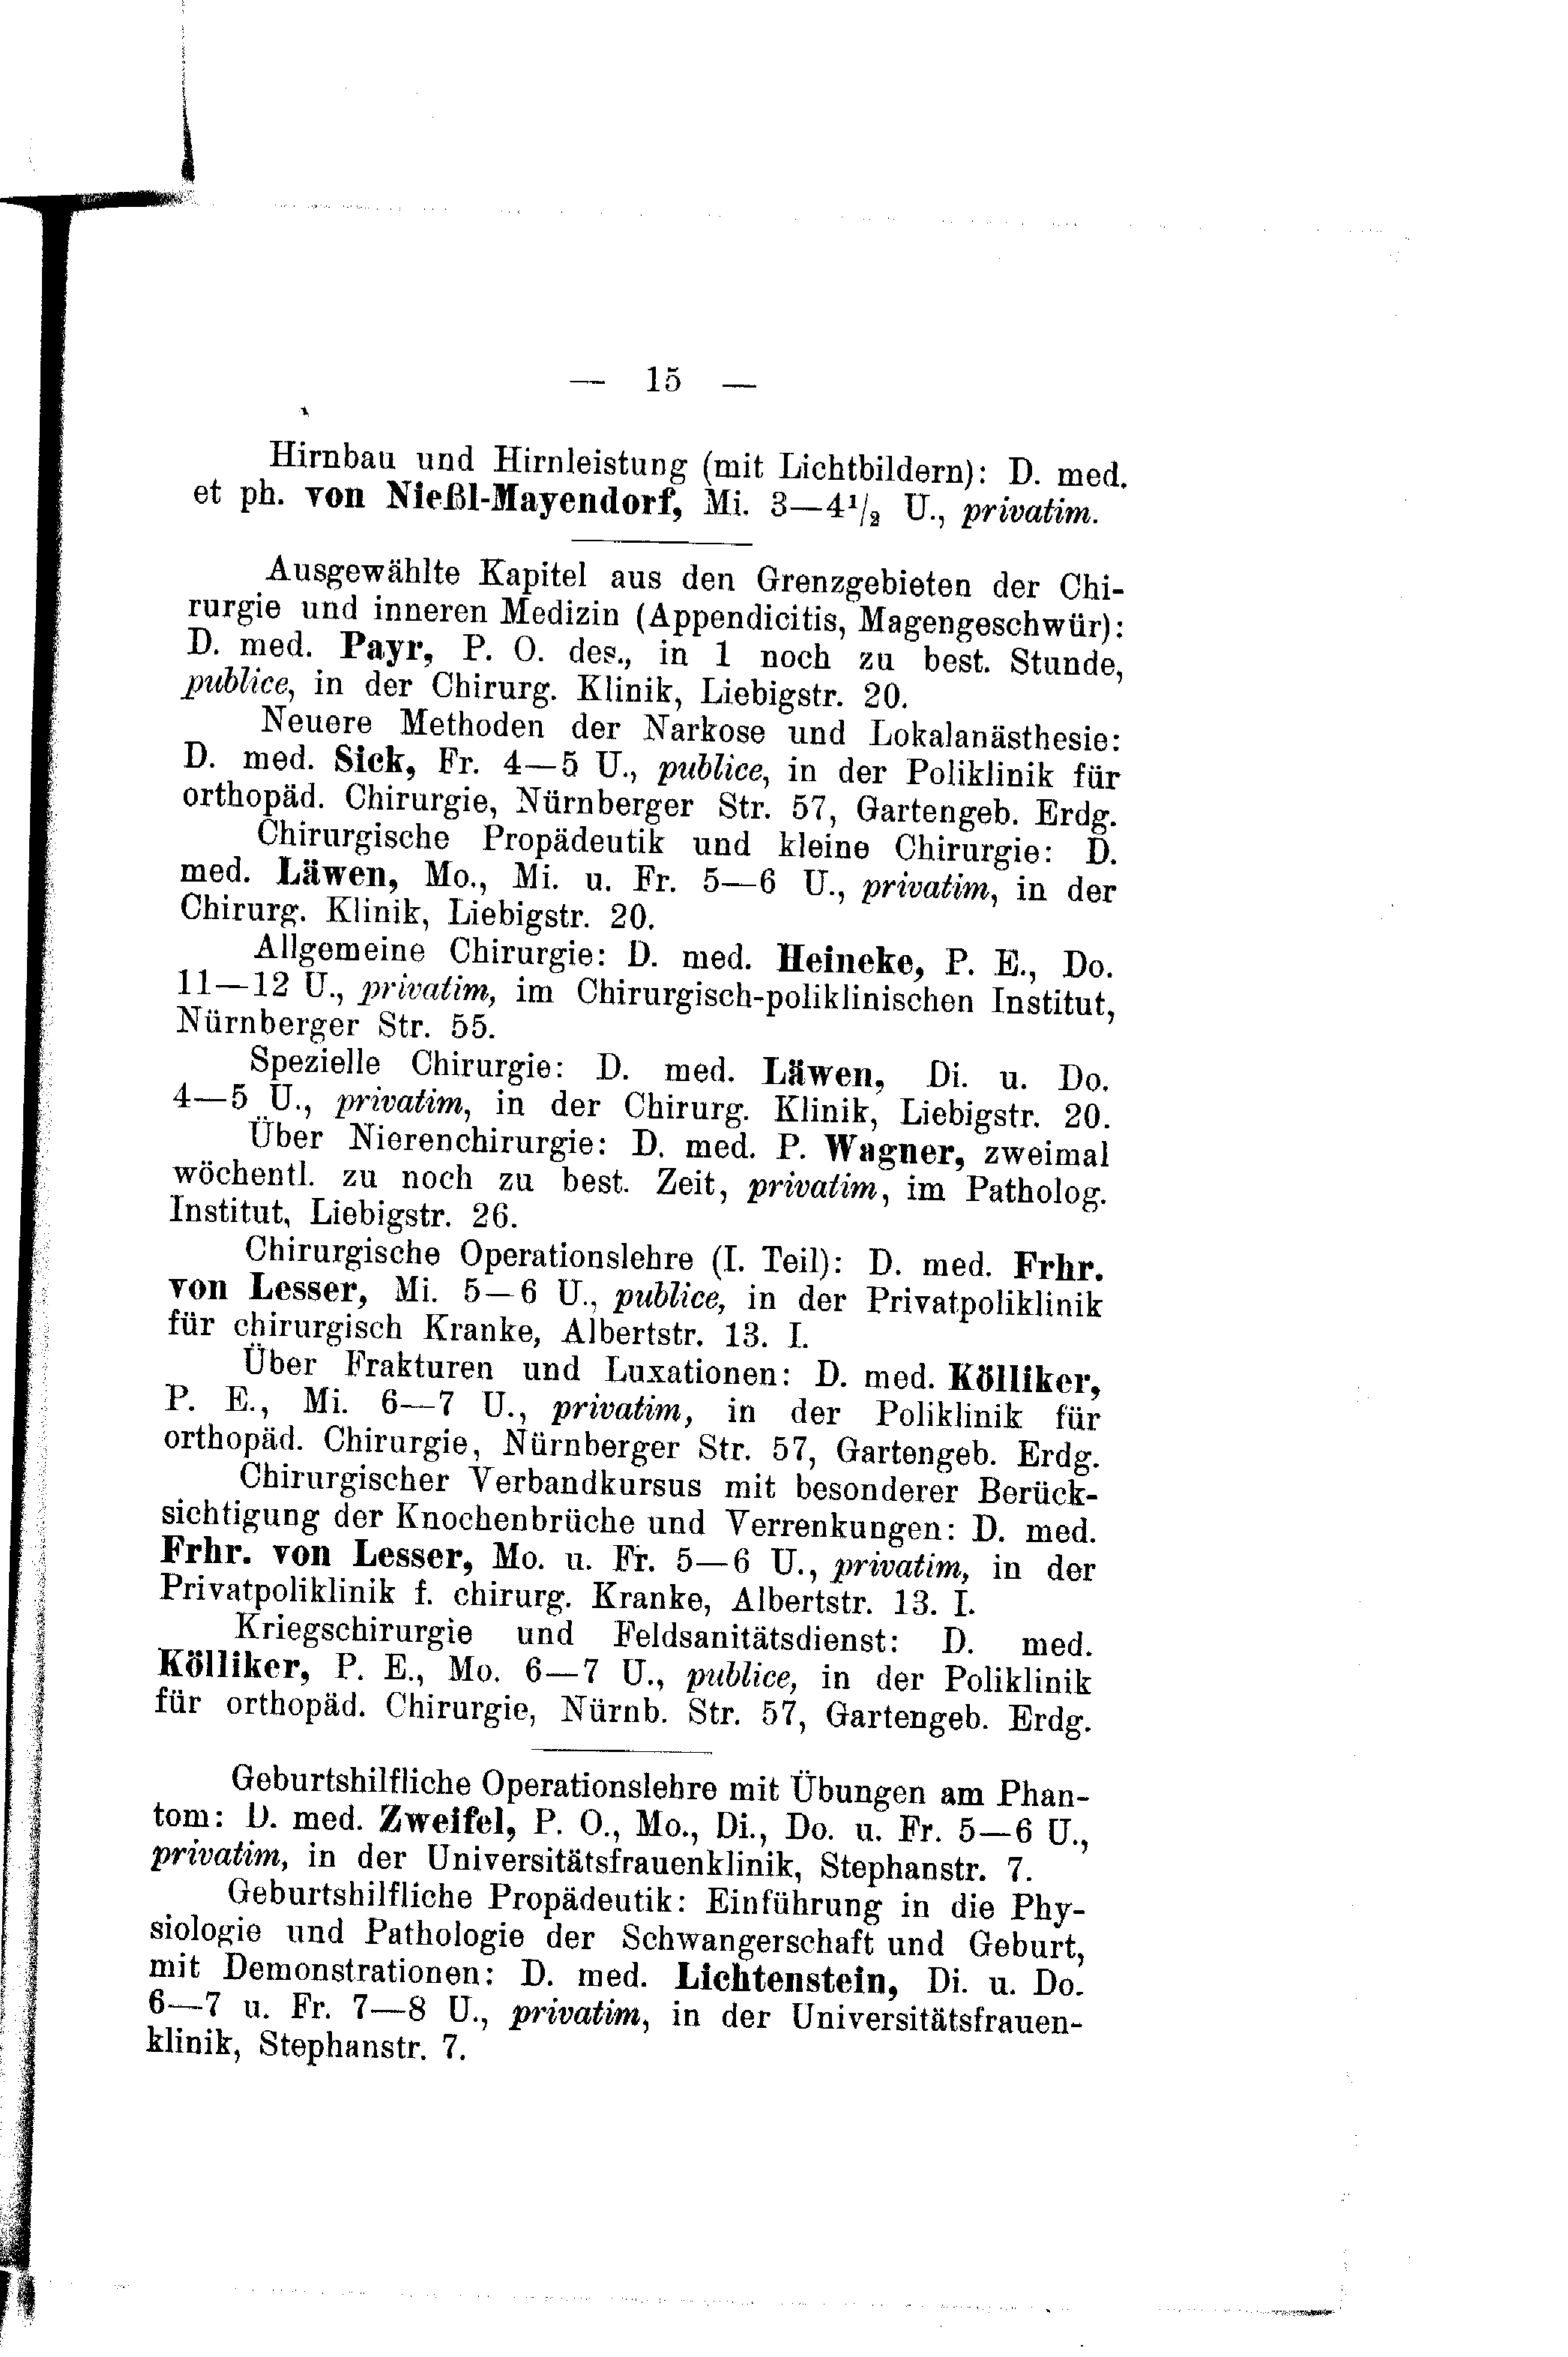 — 15 —
Hirnbau und Hirnleistung (mit Lichtbildern): D. med.
et ph. von Nießl-Mayendorf, Mi. 3—4¹/₂ U., privatim.
Ausgewählte Kapitel aus den Grenzgebieten der Chi-
rurgie und inneren Medizin (Appendicitis, Magengeschwür):
D. med. Payr, P. O. des., in 1 noch zu best. Stunde,
publice, in der Chirurg. Klinik, Liebigstr. 20.
Neuere Methoden der Narkose und Lokalanästhesie:
D. med. Sick, Fr. 4—5 U., publice, in der Poliklinik für
orthopäd. Chirurgie, Nürnberger Str. 57, Gartengeb. Erdg.
Chirurgische Propädeutik und kleine Chirurgie: D.
med. Läwen, Mo., Mi. u. Fr. 5—6 U., privatim, in der
Chirurg. Klinik, Liebigstr. 20.
Allgemeine Chirurgie: D. med. Heineke, P. E., Do.
11—12 U., privatim, im Chirurgisch-poliklinischen Institut,
Nürnberger Str. 55.
Spezielle Chirurgie: D. med. Läwen, Di. u. Do.
4—5 U., privatim, in der Chirurg. Klinik, Liebigstr. 20.
Über Nierenchirurgie: D. med. P. Wagner, zweimal
wöchentl. zu noch zu best. Zeit, privatim, im Patholog.
Institut, Liebigstr. 26.
Chirurgische Operationslehre (I. Teil): D. med. Frhr.
von Lesser, Mi. 5—6 U., publice, in der Privatpoliklinik
für chirurgisch Kranke, Albertstr. 13. I.
Über Frakturen und Luxationen: D. med. Kölliker,
P. E., Mi. 6—7 U., privatim, in der Poliklinik für
orthopäd. Chirurgie, Nürnberger Str. 57, Gartengeb. Erdg.
Chirurgischer Verbandkursus mit besonderer Berück-
sichtigung der Knochenbrüche und Verrenkungen: D. med.
Frhr. von Lesser, Mo. u. Fr. 5—6 U., privatim, in der
Privatpoliklinik f. chirurg. Kranke, Albertstr. 13. I.
Kriegschirurgie und Feldsanitätsdienst: D. med.
Kölliker, P. E., Mo. 6—7 U., publice, in der Poliklinik
für orthopäd. Chirurgie, Nürnb. Str. 57, Gartengeb. Erdg.
Geburtshilfliche Operationslehre mit Übungen am Phan-
tom: D. med. Zweifel, P. O., Mo., Di., Do. u. Fr. 5—6 U.,
privatim, in der Universitätsfrauenklinik, Stephanstr. 7.
Geburtshilfliche Propädeutik: Einführung in die Phy-
siologie und Pathologie der Schwangerschaft und Geburt,
mit Demonstrationen: D. med. Lichtenstein, Di. u. Do.
6—7 u. Fr. 7—8 U., privatim, in der Universitätsfrauen-
klinik, Stephanstr. 7.